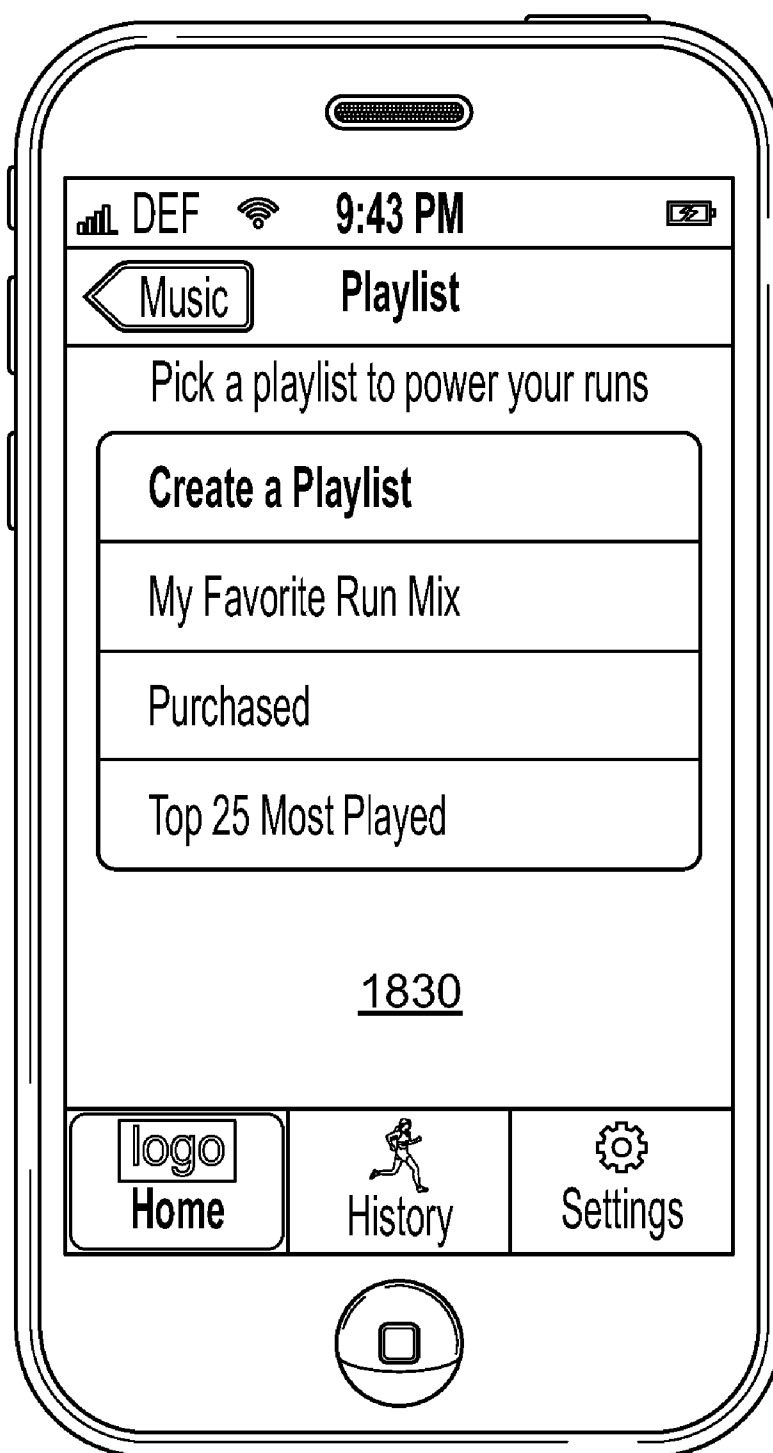 DEF 9:43 PM
Music Playlist
Pick a playlist to power your runs
Create a Playlist
My Favorite Run Mix
Purchased
Top 25 Most Played
1830
logo
Home History Settings